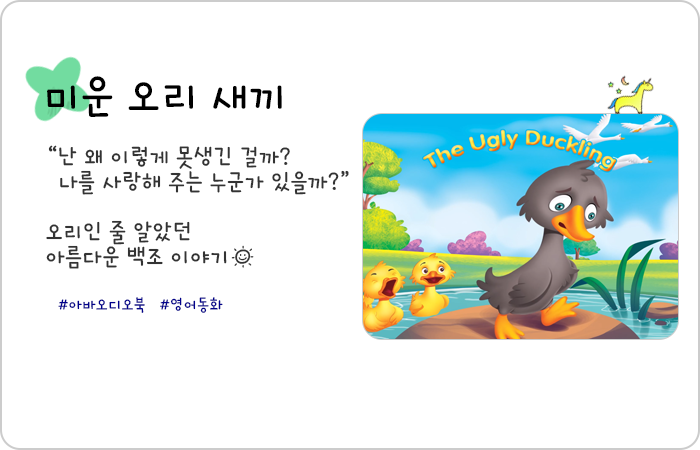 미운 오리 새끼
“난 왜 이렇게 못생긴 걸까?
나를 사랑해 주는 누군가 있을까?”
오리인 줄 알았던
아름다운 백조 이야기
#아바오디오북 #영어동화
The Ugly Duckling